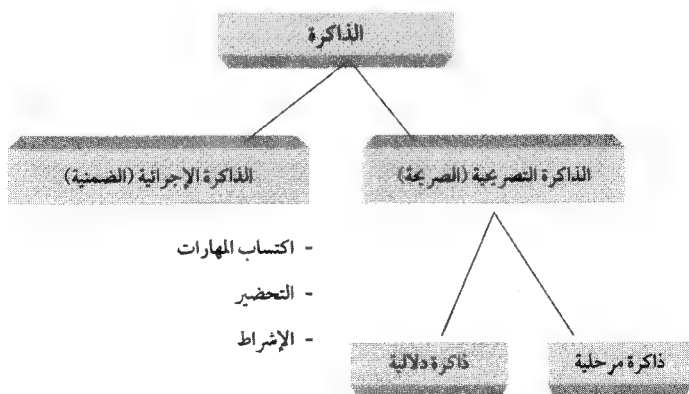 الذاكرة
الذاكرة التصريحية (الصريحة)
الذاكرة الإجرائية (الضمنية)
- اكتساب المهارات
- التحضير
- الإشراط
ذاكرة مرحلية
ذاكرة دلالية